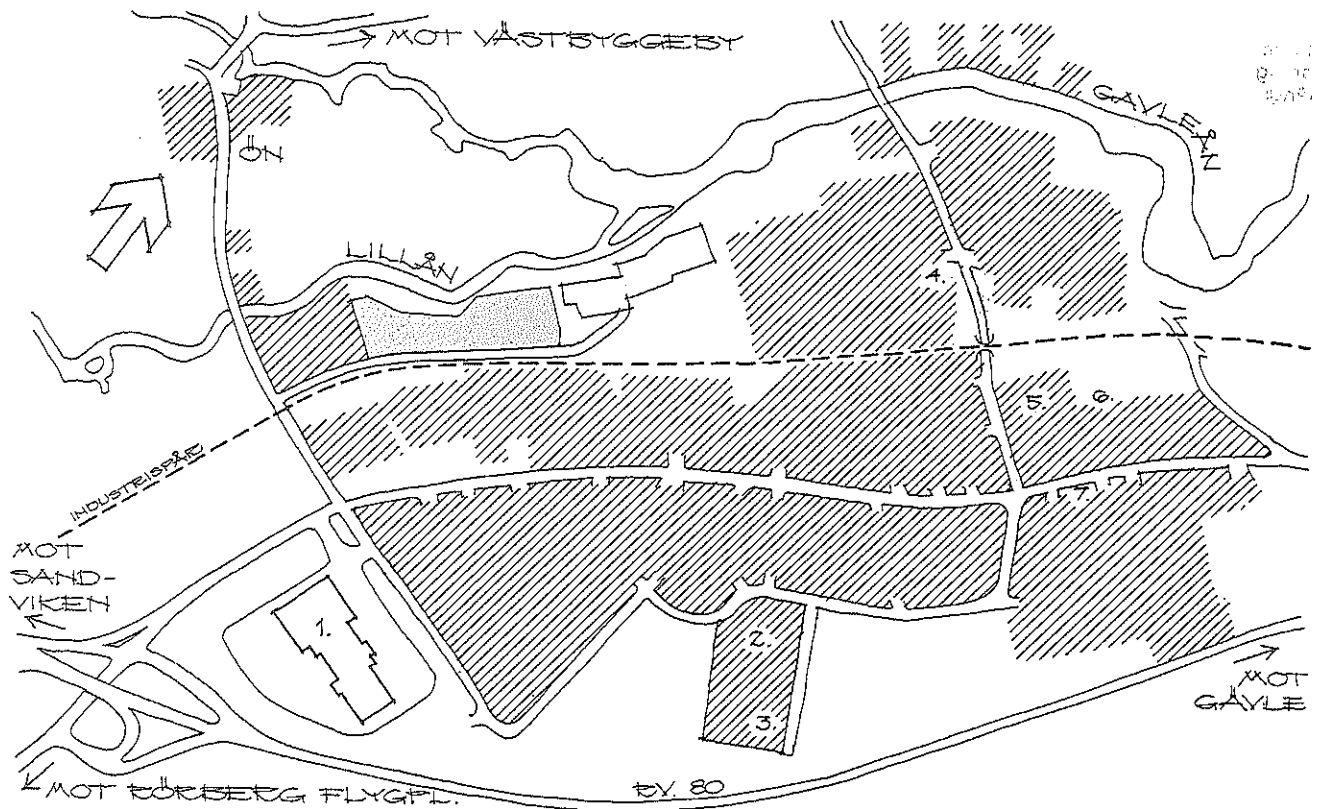 MOT VÄSTBYGGEBY
GÄVLEÅN
ÖN
LILLÅN
4.
5.
6.
INDUSTRISPÅR
7.
MOT
SAND-
VIKEN
1.
2.
3.
MOT
GÄVLE
MOT RÖRBERG FLYGPL.
RV. 80